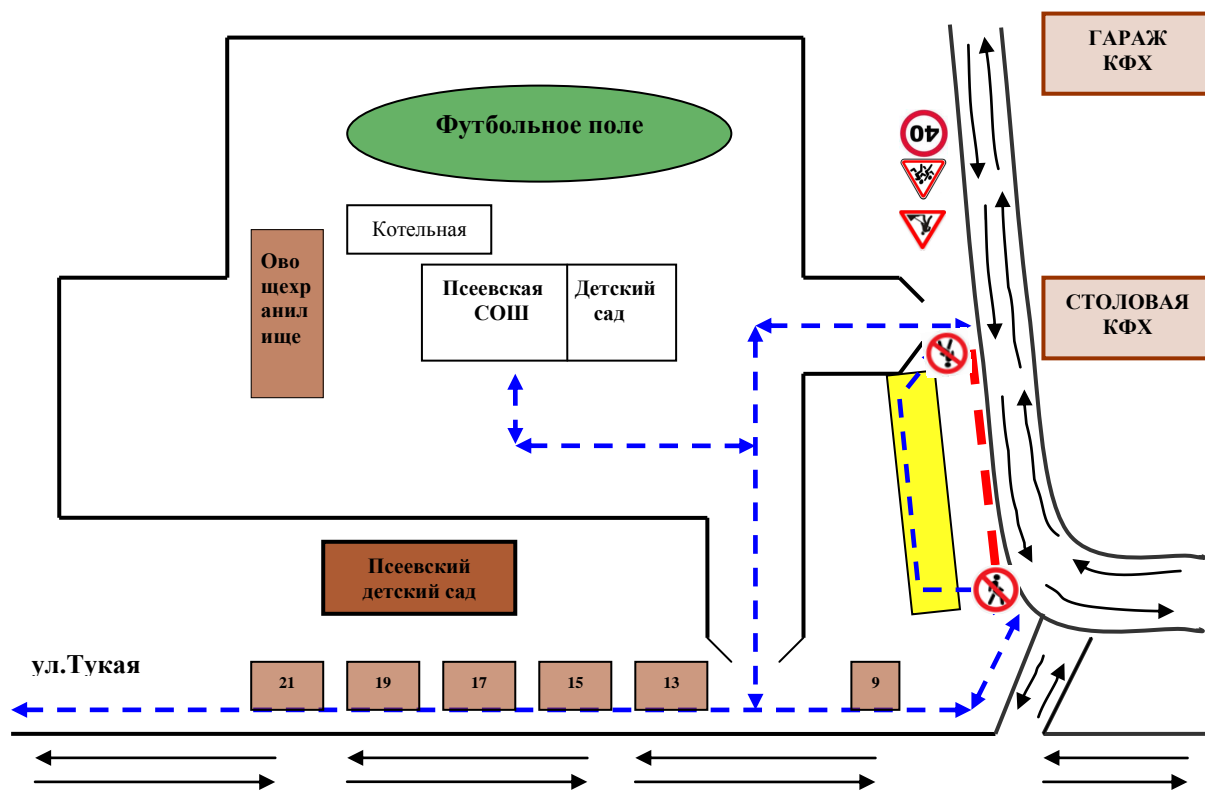 ГАРАЖ
КФХ
Футбольное поле
40
Котельная
Ово
щехр
анил
ище
Псеевская
СОШ
Детский
сад
СТОЛОВАЯ
КФХ
Псеевский
детский сад
ул.Тукая
21
19
17
15
13
9